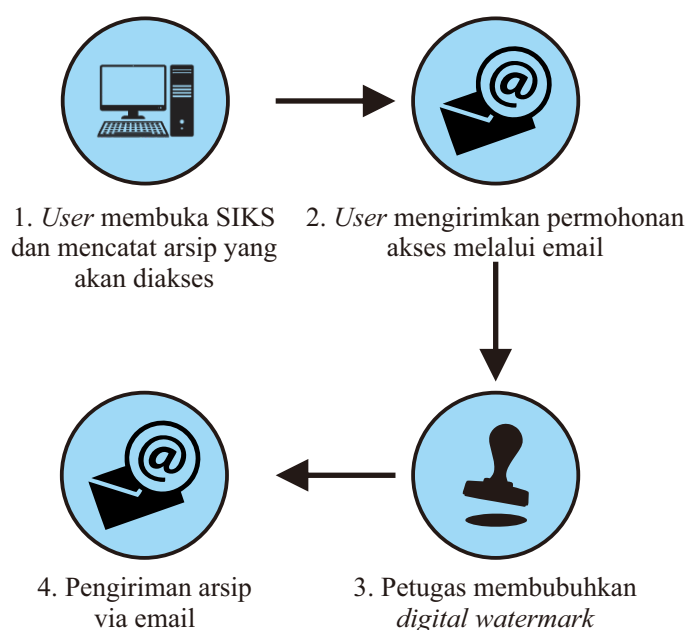 1. User membuka SIKS
dan mencatat arsip yang
akan diakses
2. User mengirimkan permohonan
akses melalui email
3. Petugas membubuhkan
digital watermark
4. Pengiriman arsip
via email